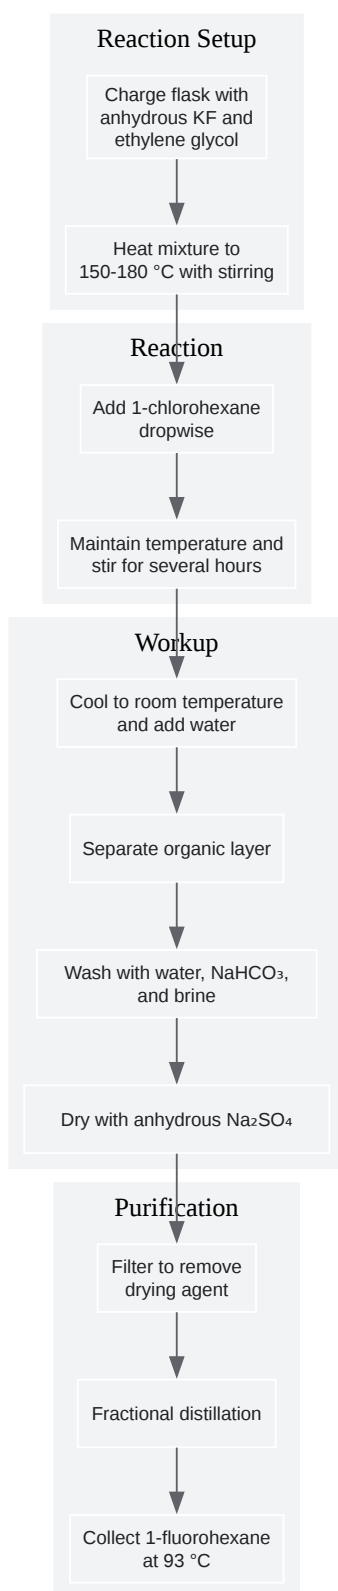 Reaction Setup
Charge flask with
anhydrous KF and
ethylene glycol
Heat mixture to
150-180 °C with stirring
Reaction
Add 1-chlorohexane
dropwise
Maintain temperature and
stir for several hours
Workup
Cool to room temperature
and add water
Separate organic layer
Wash with water, NaHCO₃,
and brine
Dry with anhydrous Na₂SO₄
Purification
Filter to remove
drying agent
Fractional distillation
Collect 1-fluorohexane
at 93 °C